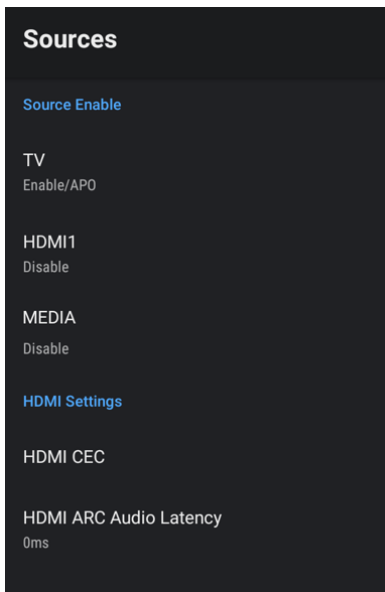 Sources
Source Enable
TV
Enable/APO
HDMI1
Disable
MEDIA
Disable
HDMI Settings
HDMI CEC
HDMI ARC Audio Latency
0ms